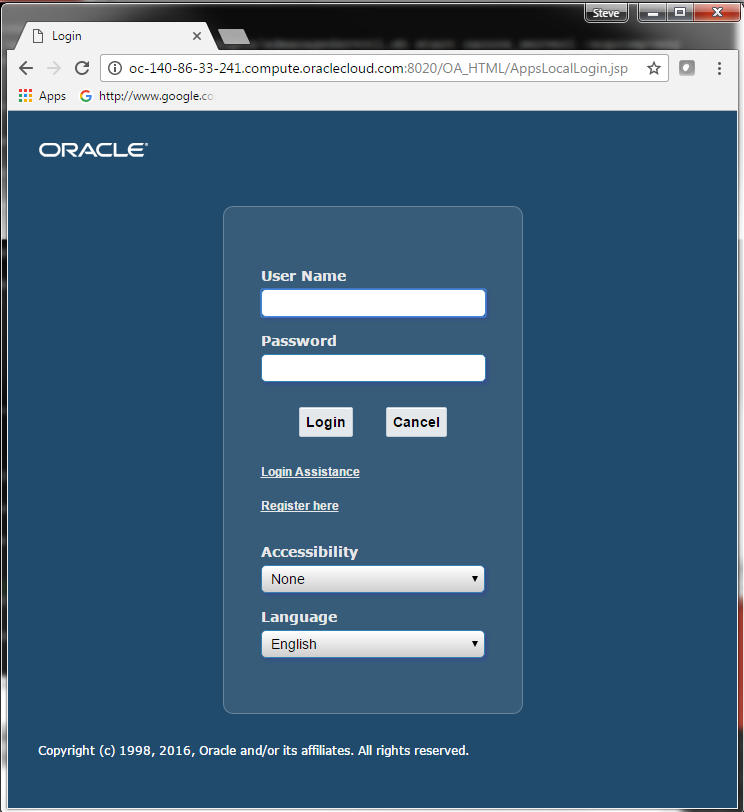 Steve
Login
oc-140-86-33-241.compute.oraclecloud.com:8020/OA_HTML/AppsLocalLogin.jsp
Apps http://www.google.co
ORACLE
User Name
Password
Login Cancel
Login Assistance
Register here
Accessibility
None
Language
English
Copyright (c) 1998, 2016, Oracle and/or its affiliates. All rights reserved.